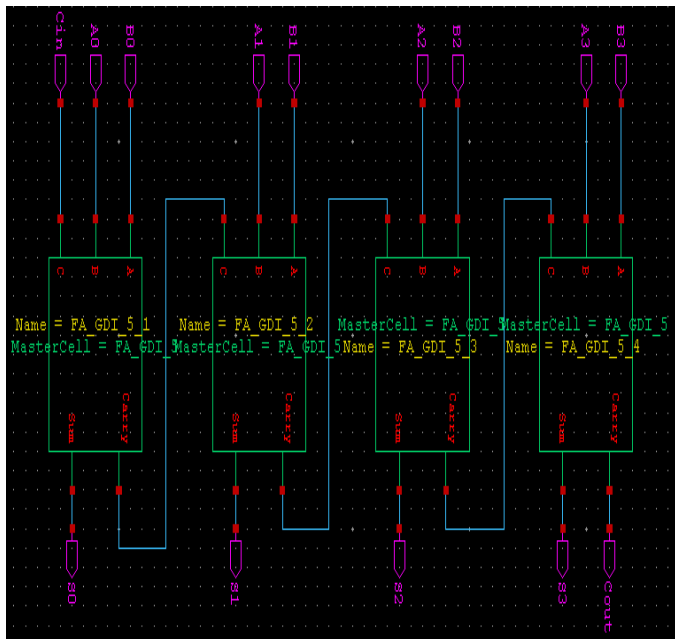 Cin A0 B0 A1 B1 A2 B2 A3 B3
C B A C B A C B A C B A
Name = FA_GDI_5_1
MasterCell = FA_GDI_5
Name = FA_GDI_5_2
MasterCell = FA_GDI_5
MasterCell = FA_GDI_5
Name = FA_GDI_5_3
MasterCell = FA_GDI_5
Name = FA_GDI_5_4
Sum Carry Sum Carry Sum Carry Sum Carry
S0 S1 S2 S3 Cout